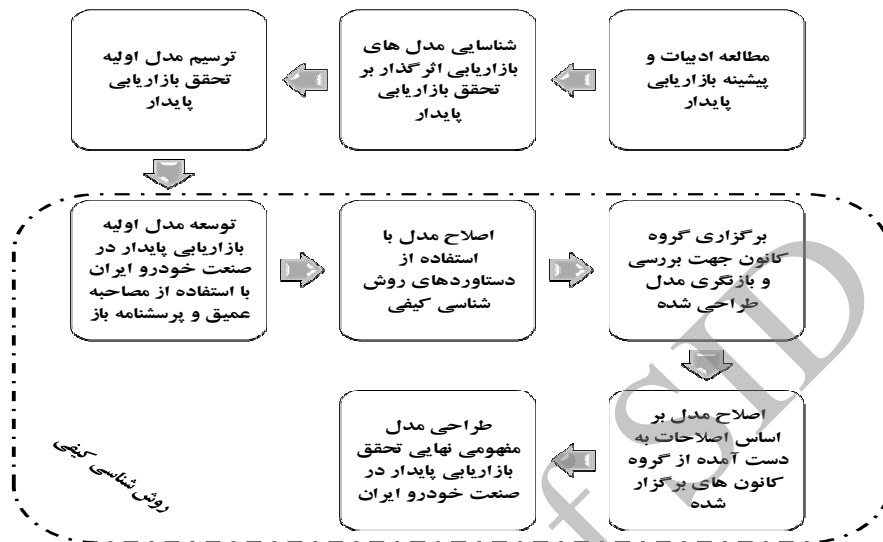 مطالعه ادبیات و
پیشینه بازاریابی
پایدار
شناسایی مدل های
بازاریابی اثرگذار بر
تحقق بازاریابی
پایدار
ترسیم مدل اولیه
تحقق بازاریابی
پایدار
توسعه مدل اولیه
بازاریابی پایدار در
صنعت خودرو ایران
با استفاده از مصاحبه
عمیق و پرسشنامه باز
اصلاح مدل با
استفاده از
دستاوردهای روش
شناسی کیفی
برگزاری گروه
کانون جهت بررسی
و بازنگری مدل
طراحی شده
اصلاح مدل بر
اساس اصلاحات به
دست آمده از گروه
کانون های برگزار
شده
طراحی مدل
مفهومی نهایی تحقق
بازاریابی پایدار در
صنعت خودرو ایران
روش شناسی کیفی
f SID